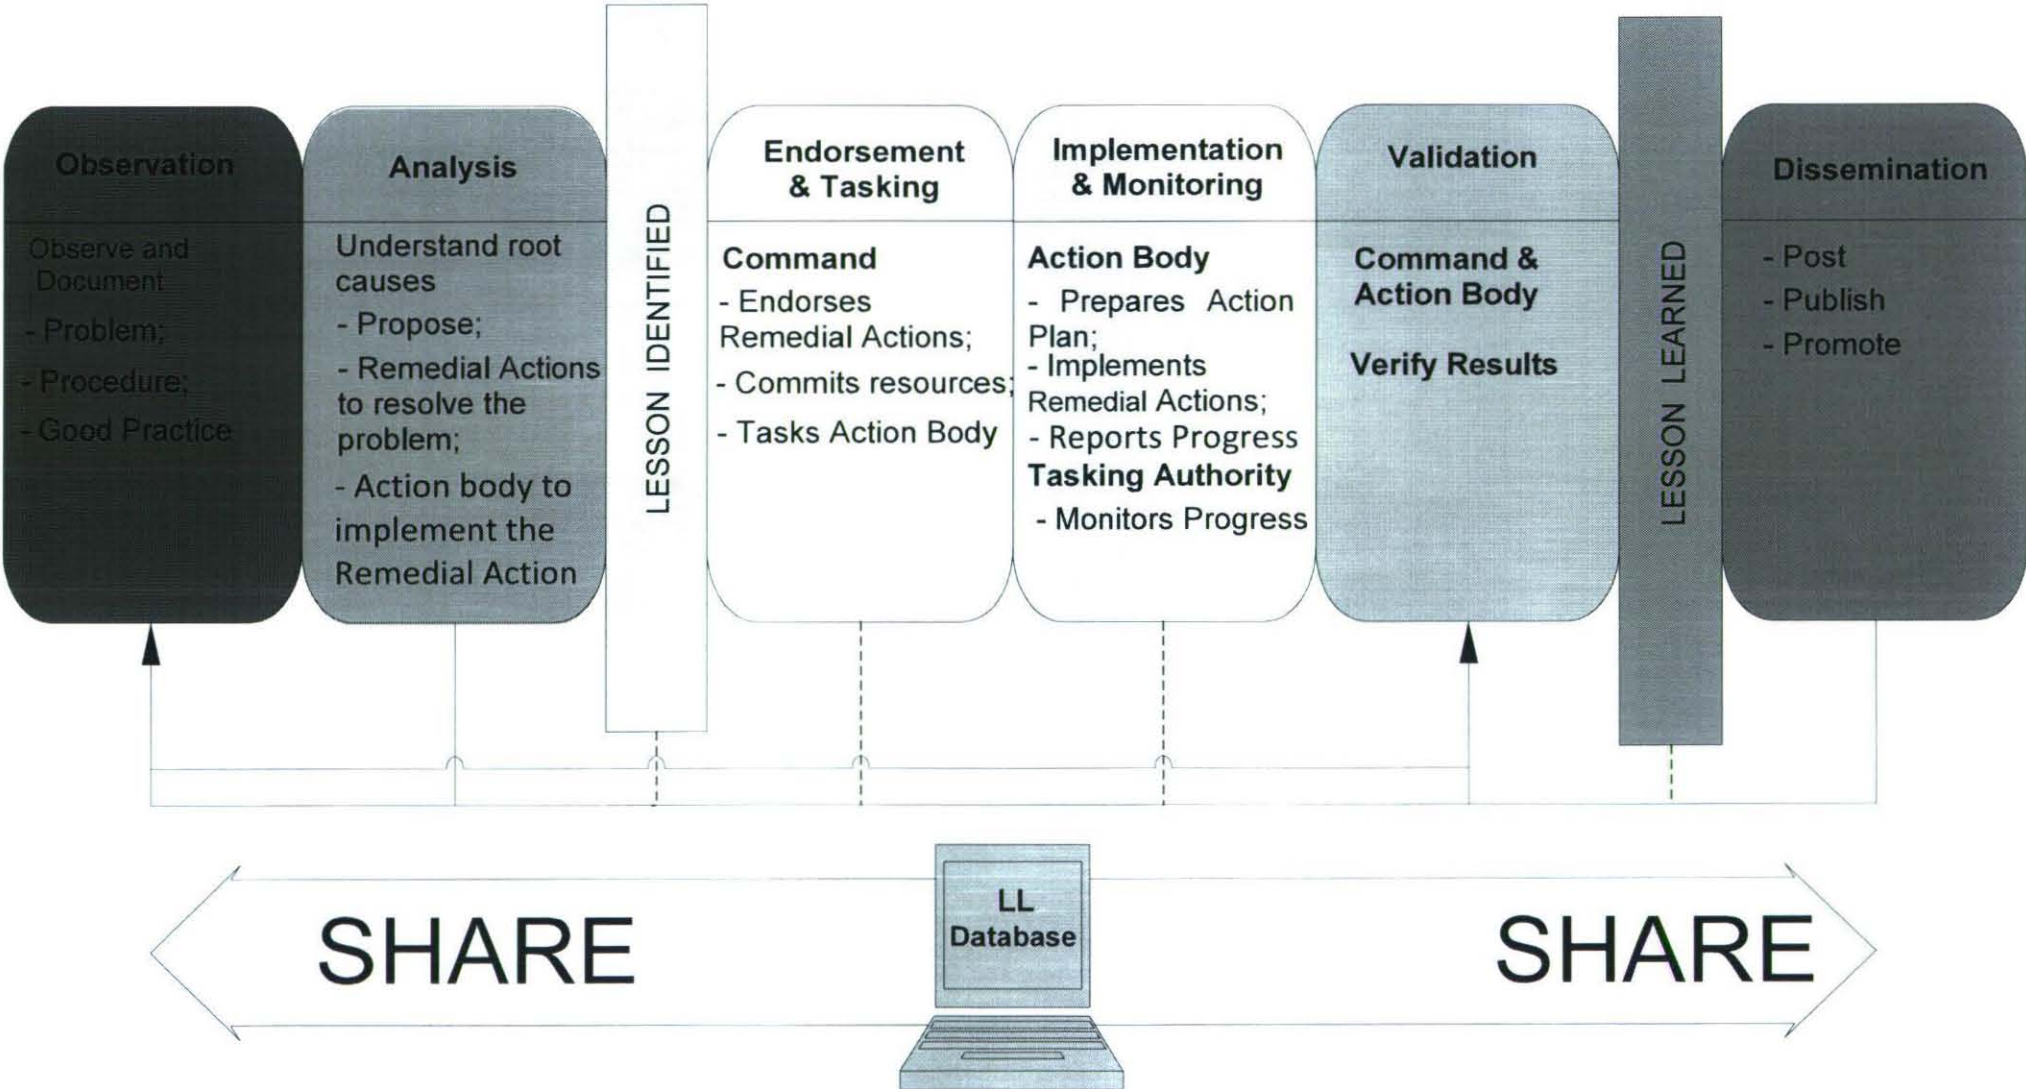 Observation
Observe and
Document
- Problem;
- Procedure;
- Good Practice
Analysis
Understand root
causes
- Propose;
- Remedial Actions
to resolve the
problem;
- Action body to
implement the
Remedial Action
LESSON IDENTIFIED
Endorsement
& Tasking
Command
- Endorses
Remedial Actions;
- Commits resources;
- Tasks Action Body
Implementation
& Monitoring
Action Body
- Prepares Action
Plan;
- Implements
Remedial Actions;
- Reports Progress
Tasking Authority
- Monitors Progress
Validation
Command &
Action Body
Verify Results
LESSON LEARNED
Dissemination
- Post
- Publish
- Promote
SHARE
LL
Database
SHARE